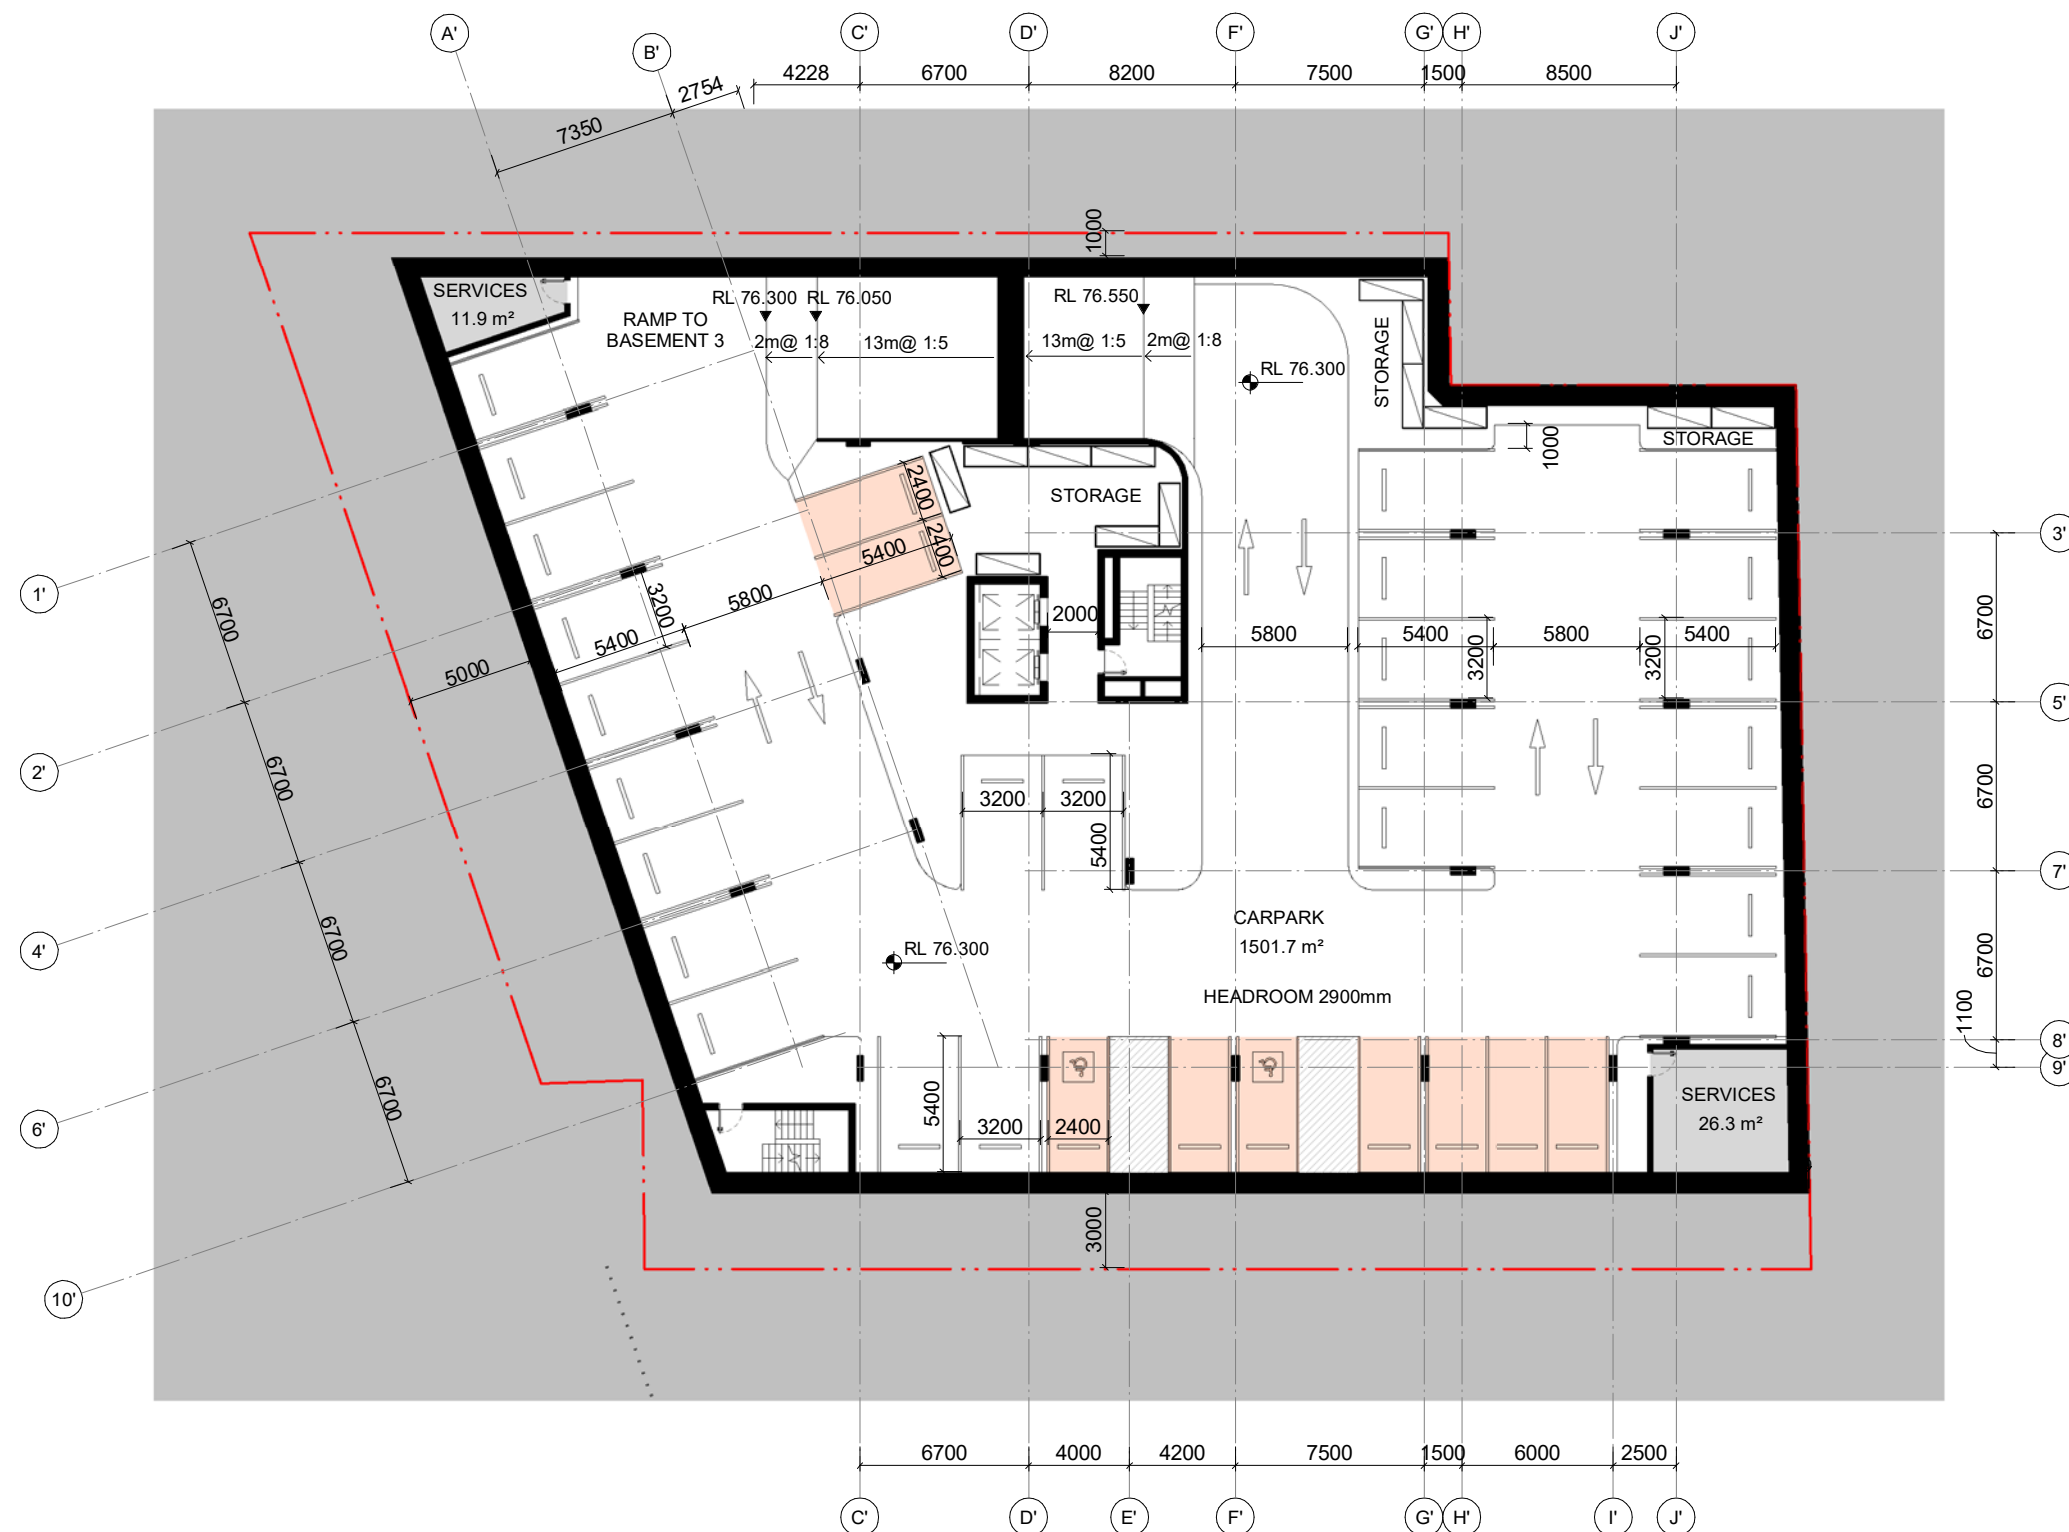 A'
B'
C'
D'
F'
G'
H'
J'
4228
6700
8200
7500
1500
8500
2754
7350
1000
SERVICES
11.9 m²
RAMP TO
BASEMENT 3
RL 76.300
RL 76.050
2m@ 1:8
13m@ 1:5
RL 76.550
13m@ 1:5
2m@ 1:8
RL 76.300
STORAGE
STORAGE
1000
STORAGE
2400
2400
5400
5800
3200
5400
5000
2000
5800
5400
3200
5800
3200
5400
3200
3200
5400
1'
2'
4'
6'
10'
6700
6700
6700
6700
3'
5'
7'
8'
9'
6700
6700
6700
1100
CARPARK
1501.7 m²
RL 76.300
HEADROOM 2900mm
5400
3200
2400
SERVICES
26.3 m²
3000
6700
4000
4200
7500
1500
6000
2500
C'
D'
E'
F'
G'
H'
I'
J'